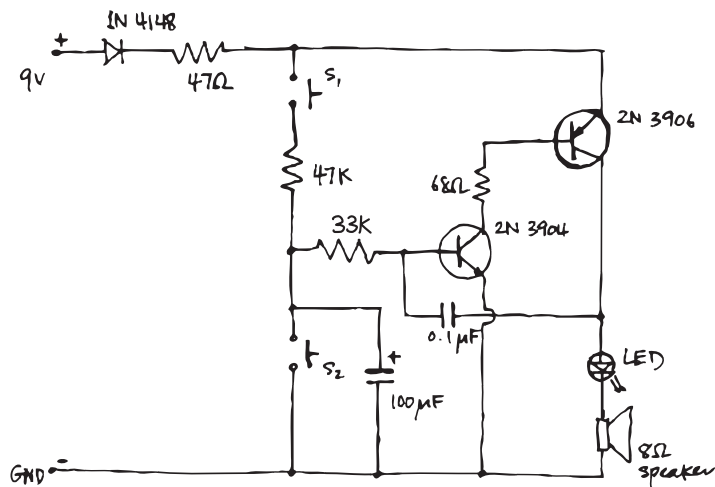 1N 4148
+
9V
47Ω
S1
2N 3906
47K
68Ω
33K
2N 3904
0.1µF
LED
+
S2
100µF
8Ω
speaker
GND -